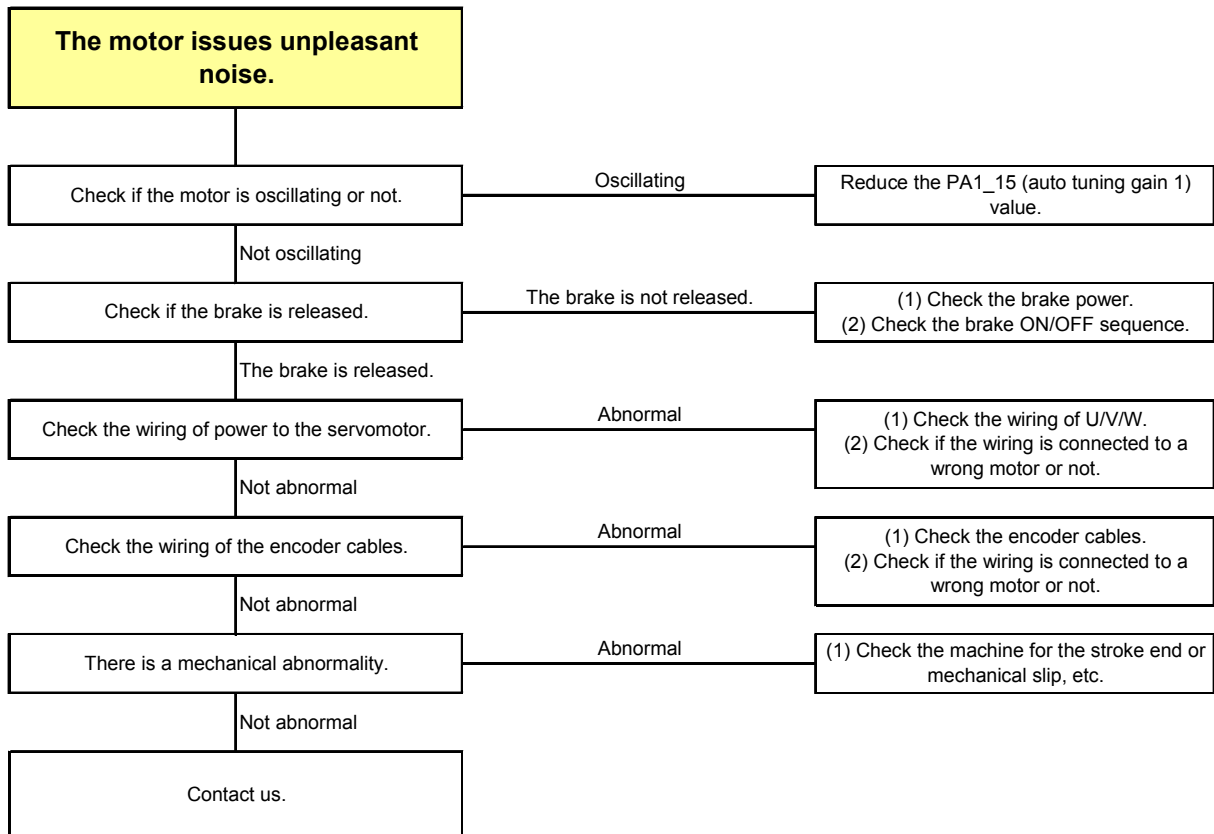 The motor issues unpleasant
noise.
Check if the motor is oscillating or not.
Oscillating
Reduce the PA1_15 (auto tuning gain 1)
value.
Not oscillating
Check if the brake is released.
The brake is not released.
(1) Check the brake power.
(2) Check the brake ON/OFF sequence.
The brake is released.
Check the wiring of power to the servomotor.
Abnormal
(1) Check the wiring of U/V/W.
(2) Check if the wiring is connected to a
wrong motor or not.
Not abnormal
Check the wiring of the encoder cables.
Abnormal
(1) Check the encoder cables.
(2) Check if the wiring is connected to a
wrong motor or not.
Not abnormal
There is a mechanical abnormality.
Abnormal
(1) Check the machine for the stroke end or
mechanical slip, etc.
Not abnormal
Contact us.